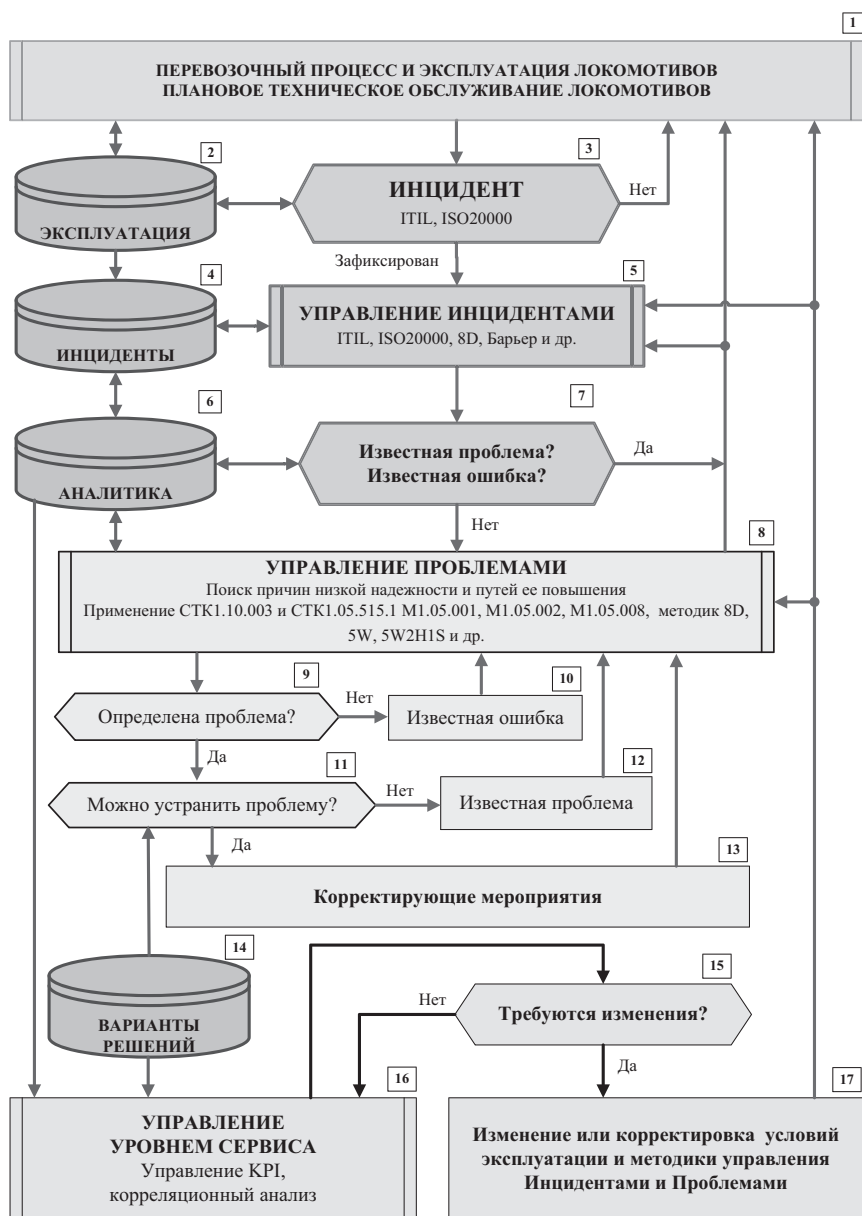 1
ПЕРЕВОЗОЧНЫЙ ПРОЦЕСС И ЭКСПЛУАТАЦИЯ ЛОКОМОТИВОВ
ПЛАНОВОЕ ТЕХНИЧЕСКОЕ ОБСЛУЖИВАНИЕ ЛОКОМОТИВОВ
2
ЭКСПЛУАТАЦИЯ
3
ИНЦИДЕНТ
ITIL, ISO20000
Нет
Зафиксирован
4
ИНЦИДЕНТЫ
5
УПРАВЛЕНИЕ ИНЦИДЕНТАМИ
ITIL, ISO20000, 8D, Барьер и др.
6
АНАЛИТИКА
7
Известная проблема?
Известная ошибка?
Да
Нет
8
УПРАВЛЕНИЕ ПРОБЛЕМАМИ
Поиск причин низкой надежности и путей ее повышения
Применение СТК1.10.003 и СТК1.05.515.1 М1.05.001, М1.05.002, М1.05.008, методик 8D,
5W, 5W2H1S и др.
9
Определена проблема?
Нет
10
Известная ошибка
Да
11
Можно устранить проблему?
Нет
12
Известная проблема
Да
13
Корректирующие мероприятия
14
ВАРИАНТЫ
РЕШЕНИЙ
15
Требуются изменения?
Нет
Да
16
УПРАВЛЕНИЕ
УРОВНЕМ СЕРВИСА
Управление KPI,
корреляционный анализ
17
Изменение или корректировка условий
эксплуатации и методики управления
Инцидентами и Проблемами